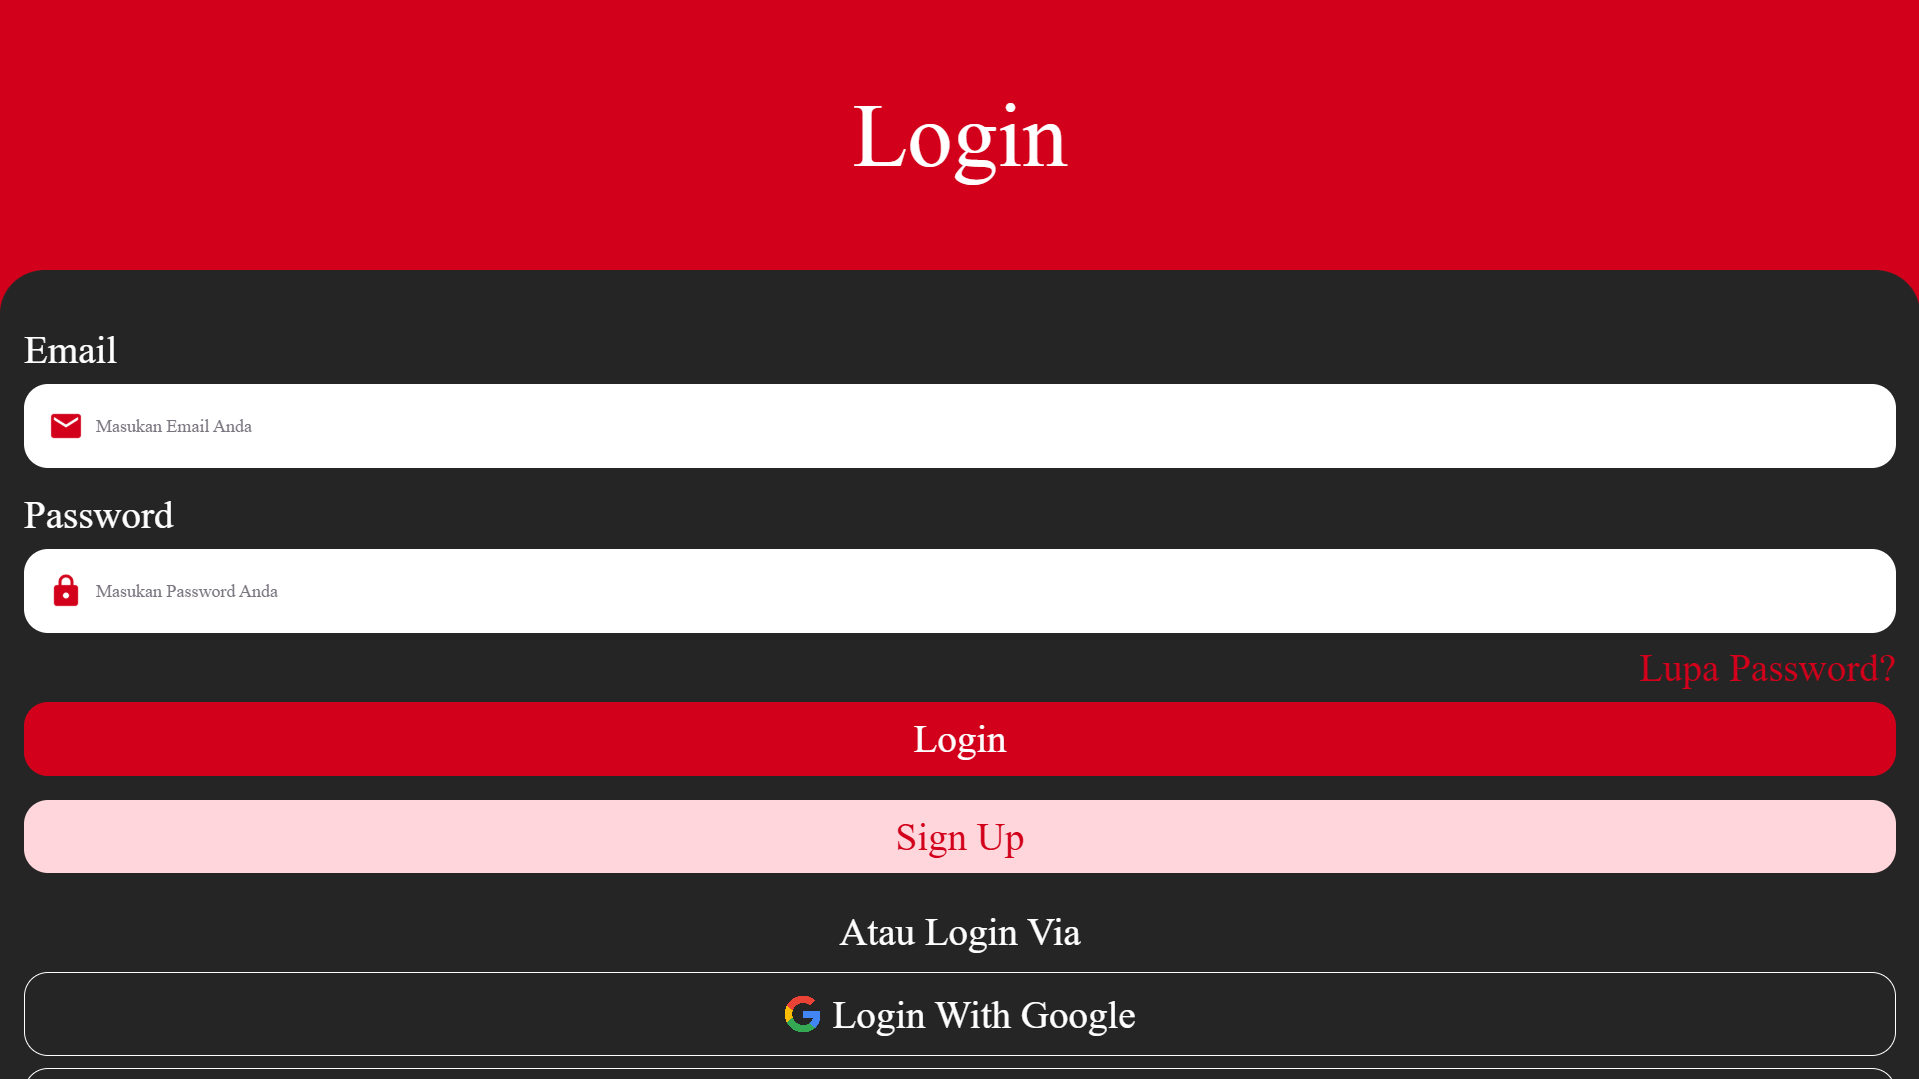 Login
Email
Masukan Email Anda
Password
Masukan Password Anda
Lupa Password?
Login
Sign Up
Atau Login Via
Login With Google